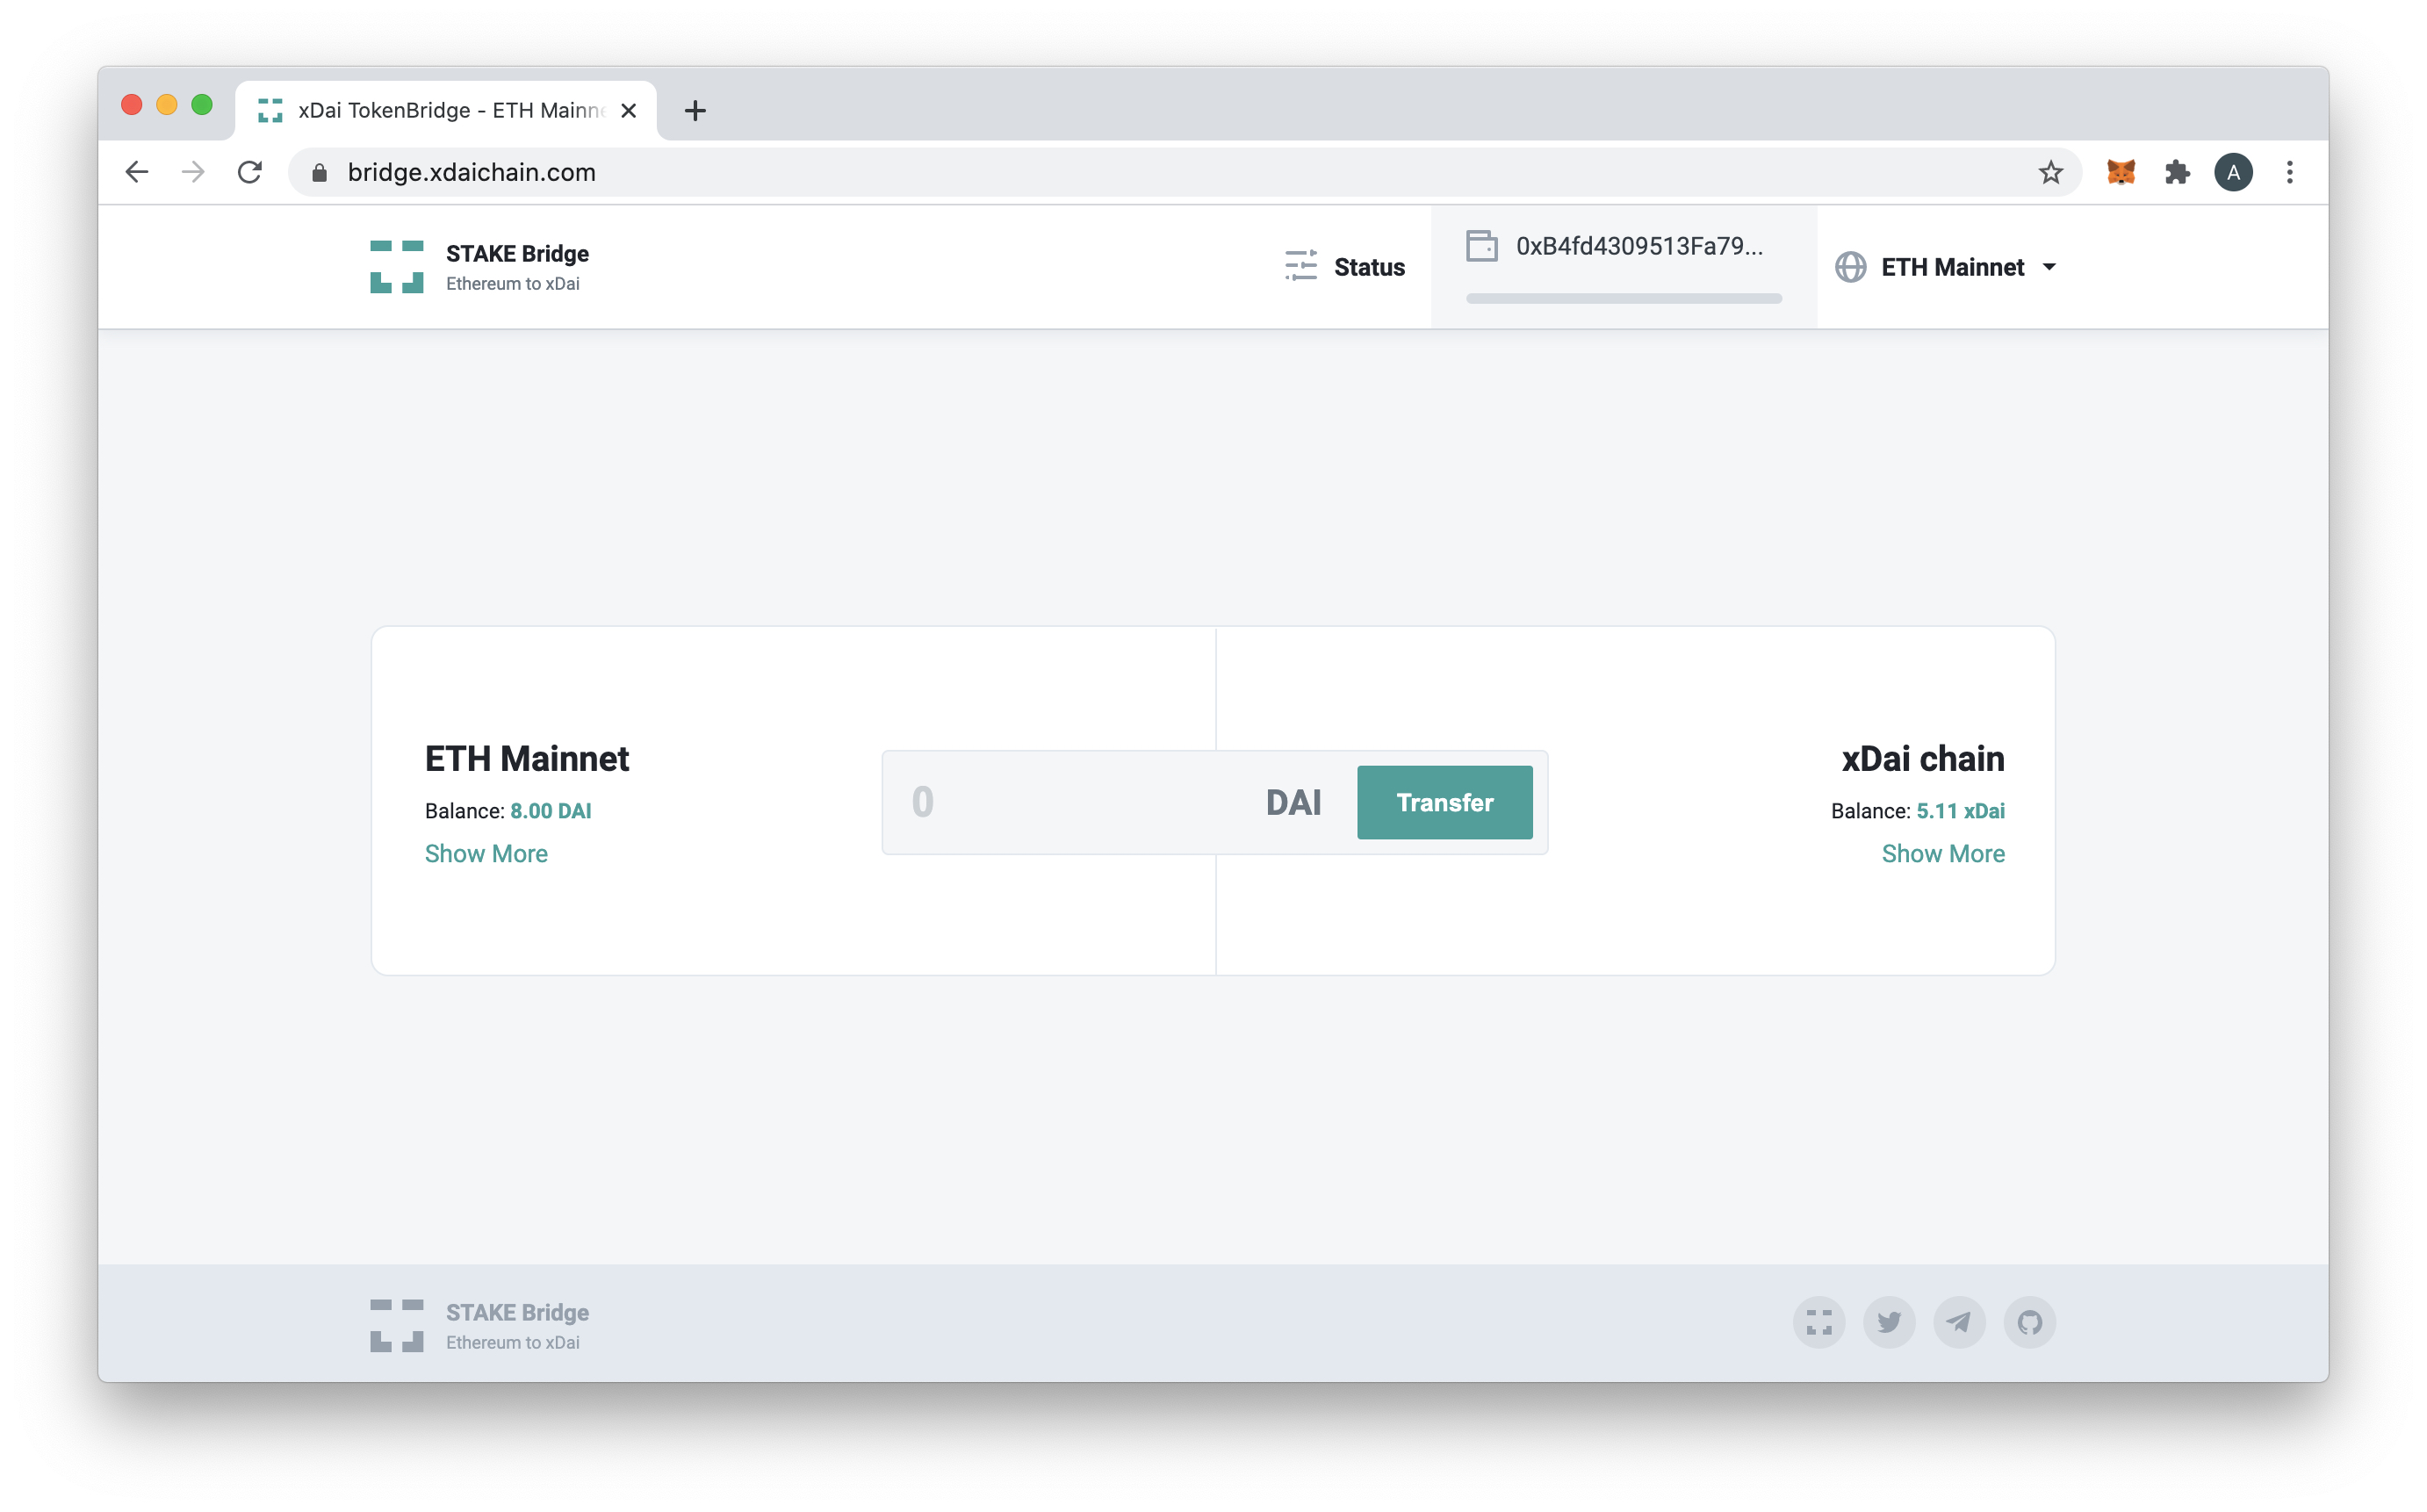 xDai TokenBridge - ETH Mainne
bridge.xdaichain.com
A
STAKE Bridge
Ethereum to xDai
Status
0xB4fd4309513Fa79...
ETH Mainnet
ETH Mainnet
Balance: 8.00 DAI
Show More
0
DAI
Transfer
xDai chain
Balance: 5.11 xDai
Show More
STAKE Bridge
Ethereum to xDai